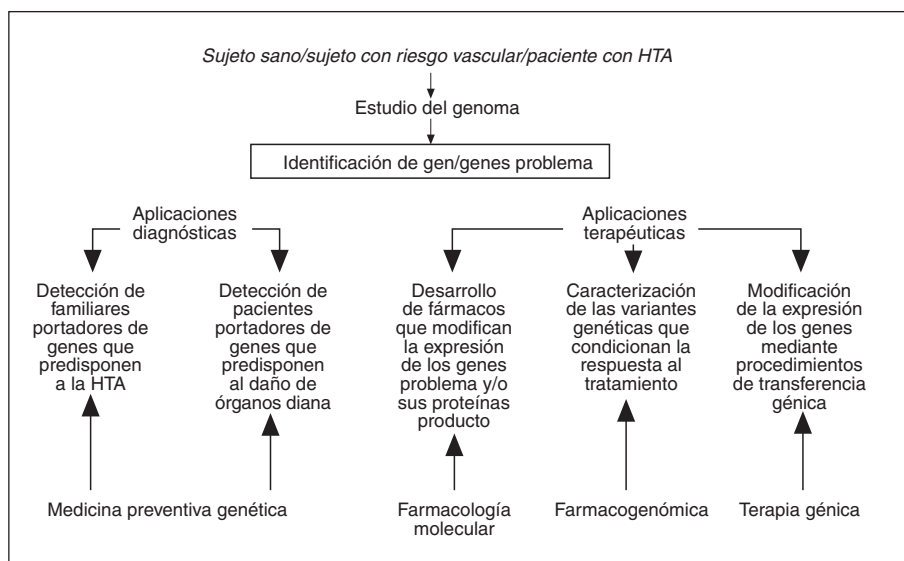 Sujeto sano/sujeto con riesgo vascular/paciente con HTA
Estudio del genoma
Identificación de gen/genes problema
Aplicaciones
diagnósticas
Aplicaciones
terapéuticas
Detección de
familiares
portadores de
genes que
predisponen
a la HTA
Detección de
pacientes
portadores de
genes que
predisponen
al daño de
órganos diana
Desarrollo
de fármacos
que modifican
la expresión
de los genes
problema y/o
sus proteínas
producto
Caracterización
de las variantes
genéticas que
condicionan la
respuesta al
tratamiento
Modificación
de la expresión
de los genes
mediante
procedimientos
de transferencia
génica
Medicina preventiva genética
Farmacología
molecular
Farmacogenómica
Terapia génica